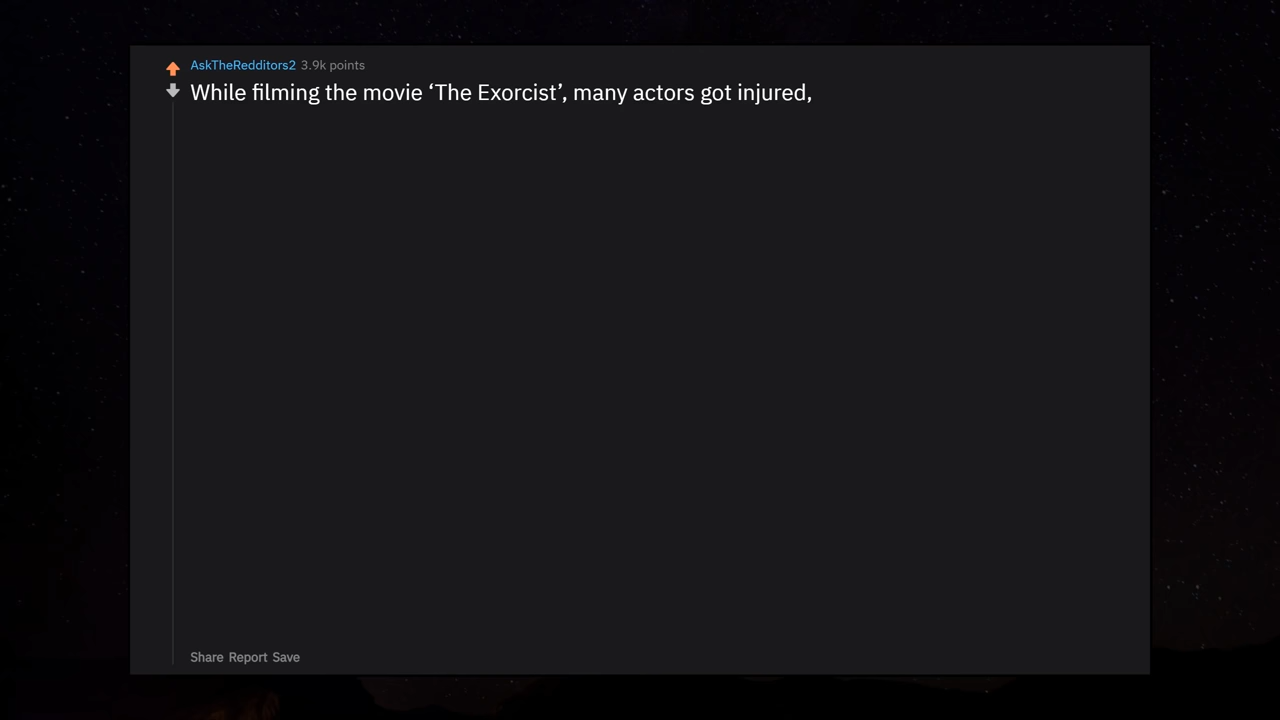 AskTheRedditors2 3.9k points
While filming the movie ‘The Exorcist’, many actors got injured,
Share Report Save